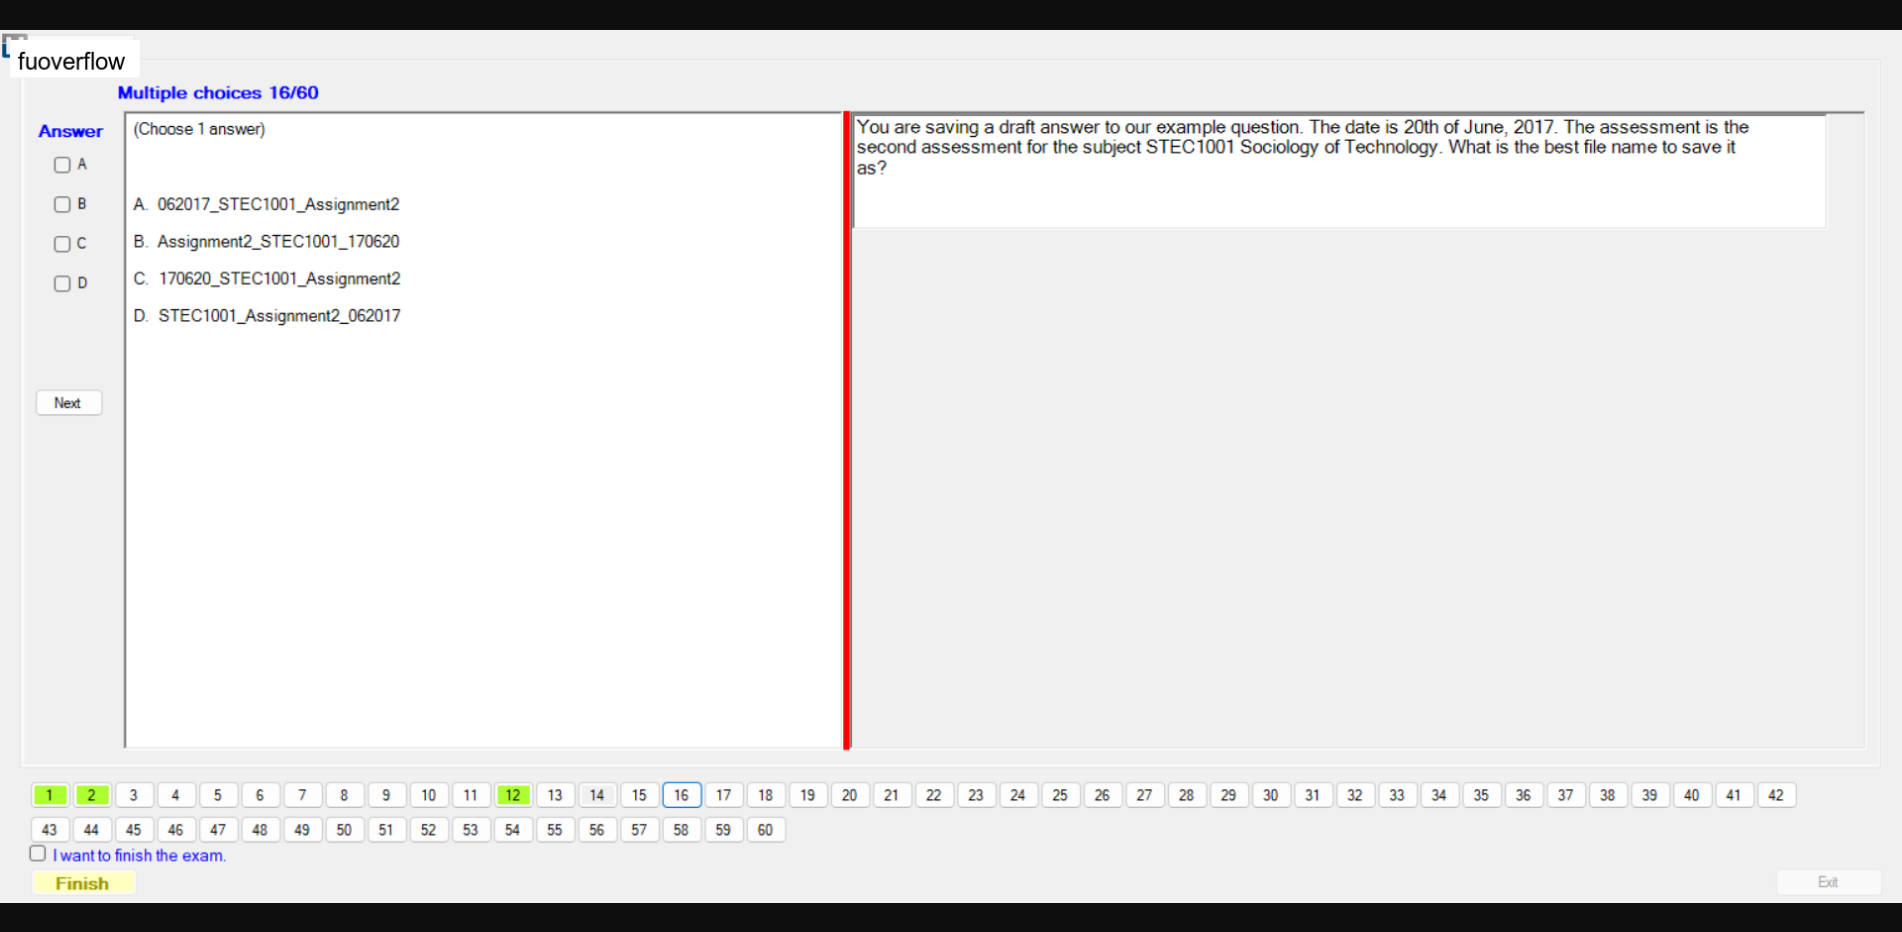 fuoverflow
Multiple choices 16/60
Answer
A
B
C
D
Next
(Choose 1 answer)
A. 062017_STEC1001_Assignment2
B. Assignment2_STEC1001_170620
C. 170620_STEC1001_Assignment2
D. STEC1001_Assignment2_062017
You are saving a draft answer to our example question. The date is 20th of June, 2017. The assessment is the
second assessment for the subject STEC1001 Sociology of Technology. What is the best file name to save it
as?
1 2 3 4 5 6 7 8 9 10 11 12 13 14 15 16 17 18 19 20 21 22 23 24 25 26 27 28 29 30 31 32 33 34 35 36 37 38 39 40 41 42
43 44 45 46 47 48 49 50 51 52 53 54 55 56 57 58 59 60
I want to finish the exam.
Finish
Exit